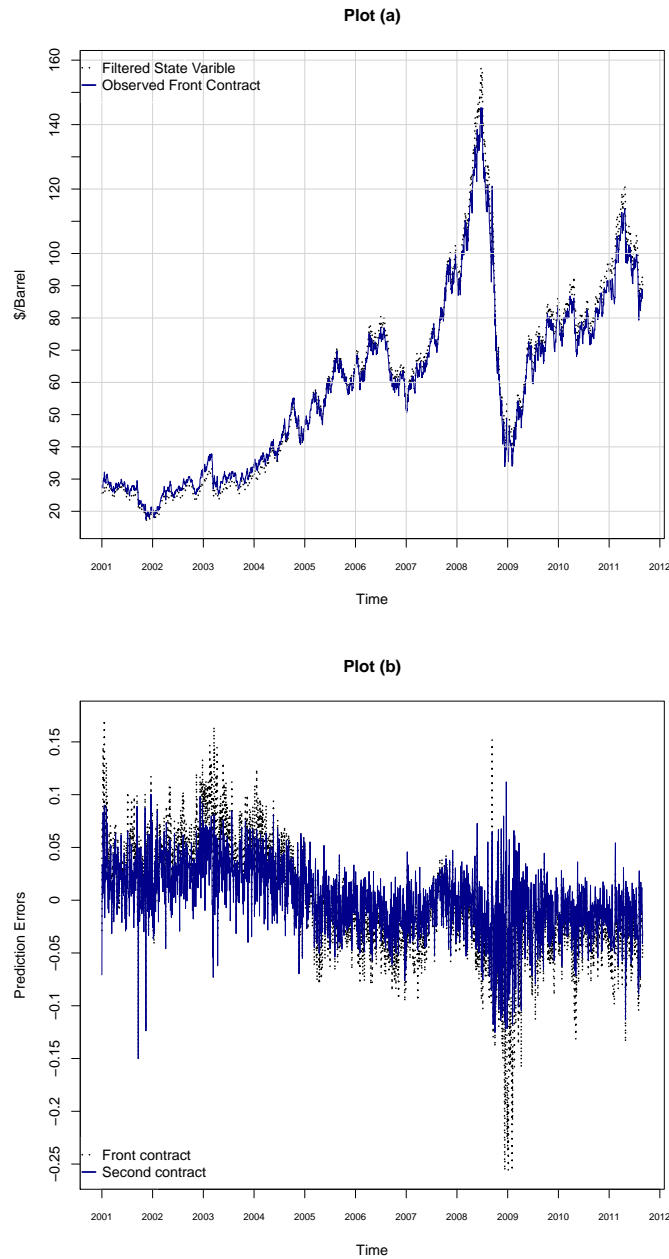 Plot (a)
Filtered State Varible
Observed Front Contract
160
140
120
100
90
80
70
60
50
40
30
20
$/Barrel
2001 2002 2003 2004 2005 2006 2007 2008 2009 2010 2011 2012
Time
Plot (b)
0.15
0.1
0.05
0
−0.05
−0.1
−0.15
−0.2
−0.25
Prediction Errors
Front contract
Second contract
2001 2002 2003 2004 2005 2006 2007 2008 2009 2010 2011 2012
Time